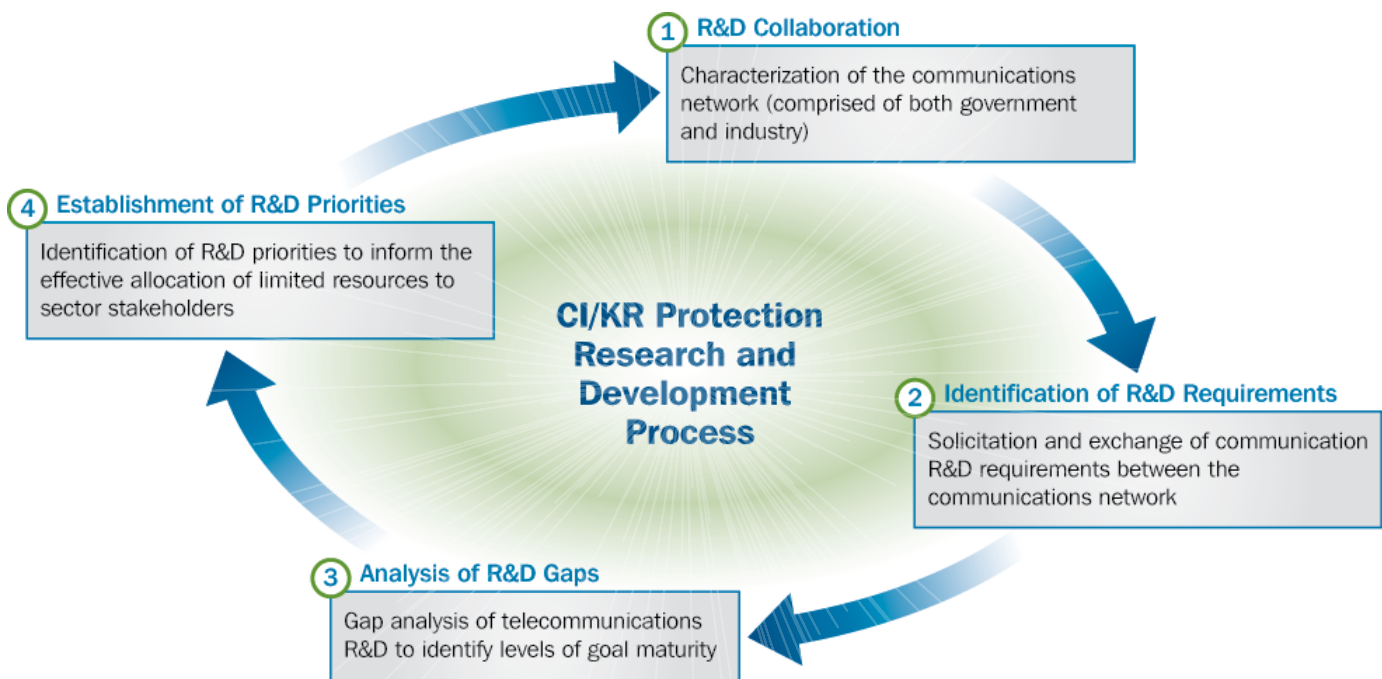 1 R&D Collaboration
Characterization of the communications
network (comprised of both government
and industry)
4 Establishment of R&D Priorities
Identification of R&D priorities to inform the
effective allocation of limited resources to
sector stakeholders
CI/KR Protection
Research and
Development
Process
2 Identification of R&D Requirements
Solicitation and exchange of communication
R&D requirements between the
communications network
3 Analysis of R&D Gaps
Gap analysis of telecommunications
R&D to identify levels of goal maturity